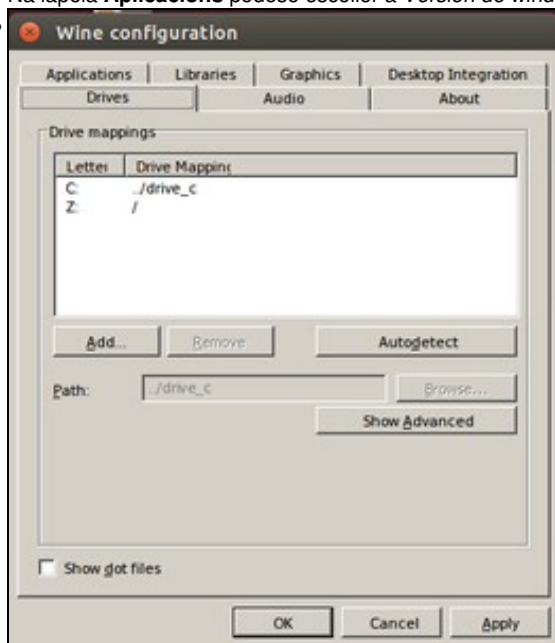 Na lapela Aplicacións podese escoller a Versión de wind
Wine configuration
Applications Libraries Graphics Desktop Integration
Drives Audio About
Drive mappings
Letter Drive Mapping
C: ../drive_c
Z: /
Add... Remove Autodetect
Path: ../drive_c Browse...
Show Advanced
Show dot files
OK Cancel Apply